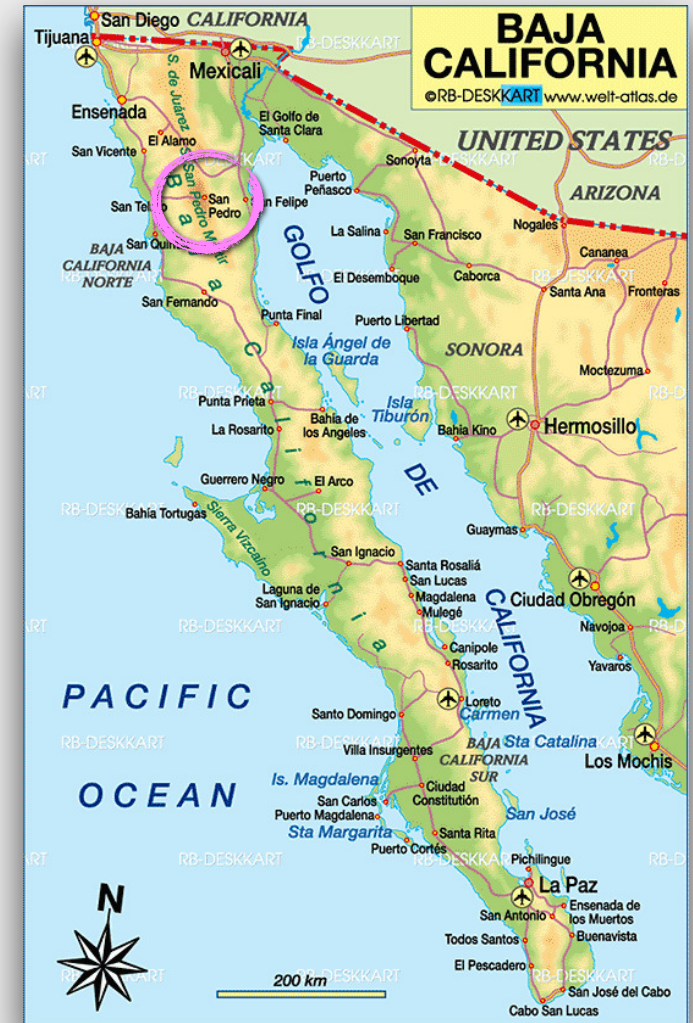 San Diego
CALIFORNIA
Tijuana
Mexicali
BAJA
CALIFORNIA
©RB-DESKKART www.welt-atlas.de
S. de Juárez
Ensenada
El Golfo de
Santa Clara
UNITED STATES
El Alamo
San Vicente
Sonoyta
ARIZONA
Puerto
Peñasco
San
Pedro
San Pedro
San Quin
BAJA
CALIFORNIA
NORTE
Nogales
La Salina
San Francisco
Cananea
GOLFO
DE
CALIFORNIA
El Desemboque
Caborca
Santa Ana
Fronteras
San Fernando
Punta Final
Puerto Libertad
Baja California
Isla Ángel de
la Guarda
SONORA
Moctezuma
Punta Prieta
Isla
Tiburón
Bahía de
los Angeles
La Rosarito
Bahia Kino
Hermosillo
Guerrero Negro
El Arco
Bahía Tortugas
Sierra Vizcaíno
Guaymas
San Ignacio
Santa Rosaliá
San Lucas
Magdalena
Mulegé
Laguna de
San Ignacio
Ciudad Obregón
Navojoa
Canipole
Rosarito
Yavaros
PACIFIC
OCEAN
Loreto
Carmen
Santo Domingo
BAJA
CALIFORNIA
SUR
Sta Catalina
Los Mochis
Villa Insurgentes
Is. Magdalena
Ciudad
Constitución
San Carlos
Puerto Magdalena
San José
Sta Margarita
Santa Rita
Puerto Cortés
Pichilingue
La Paz
N
San Antonio
Ensenada de
los Muertos
Todos Santos
Buenavista
El Pescadero
200 km
San José del Cabo
Cabo San Lucas
RB-DESKKART